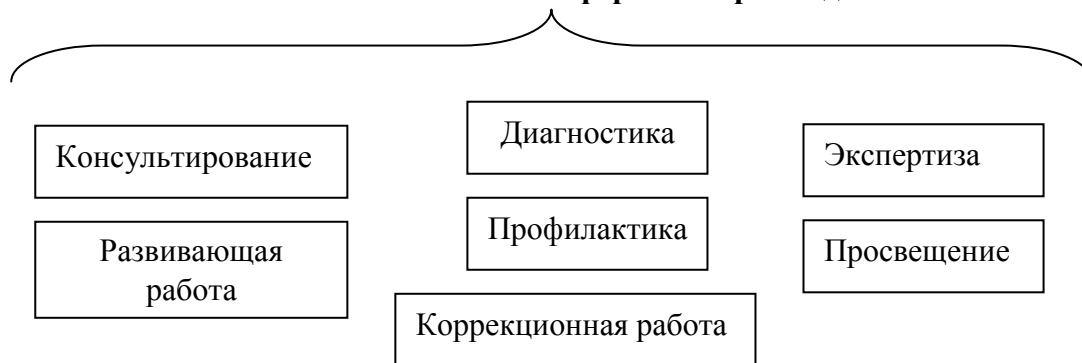 Консультирование
Диагностика
Экспертиза
Развивающая
работа
Профилактика
Просвещение
Коррекционная работа